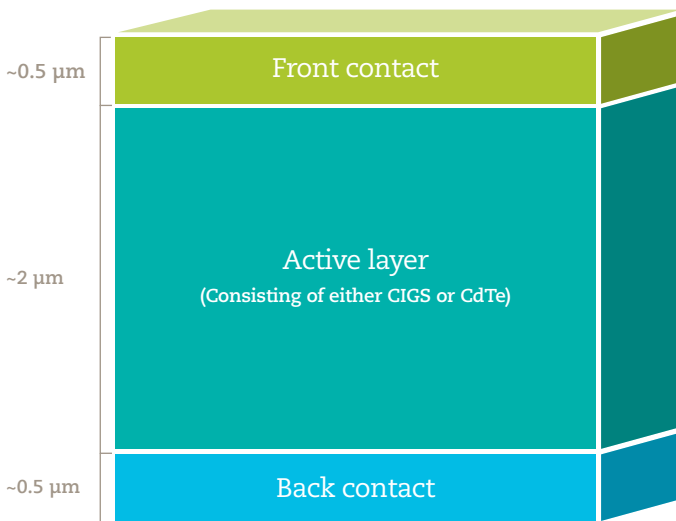 ~0.5 µm
Front contact
~2 µm
Active layer
(Consisting of either CIGS or CdTe)
~0.5 µm
Back contact